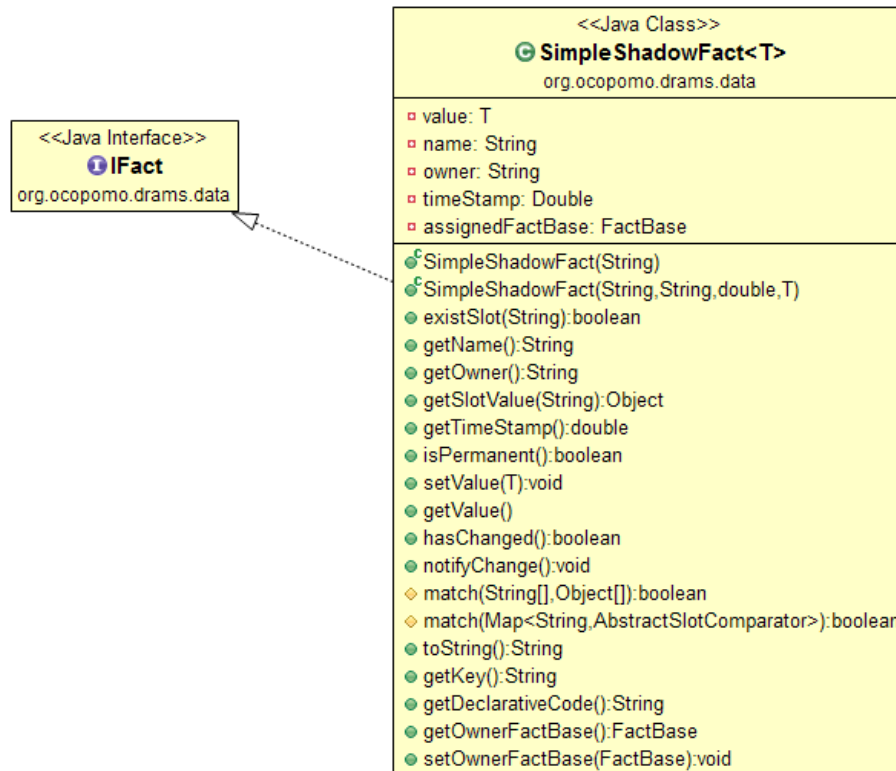 <<Java Interface>>
IFact
org.ocopomo.drams.data
<<Java Class>>
SimpleShadowFact<T>
org.ocopomo.drams.data
value: T
name: String
owner: String
timeStamp: Double
assignedFactBase: FactBase
SimpleShadowFact(String)
SimpleShadowFact(String,String,double,T)
existSlot(String):boolean
getName():String
getOwner():String
getSlotValue(String):Object
getTimeStamp():double
isPermanent():boolean
setValue(T):void
getValue()
hasChanged():boolean
notifyChange():void
match(String[],Object[]):boolean
match(Map<String,AbstractSlotComparator>):boolean
toString():String
getKey():String
getDeclarativeCode():String
getOwnerFactBase():FactBase
setOwnerFactBase(FactBase):void